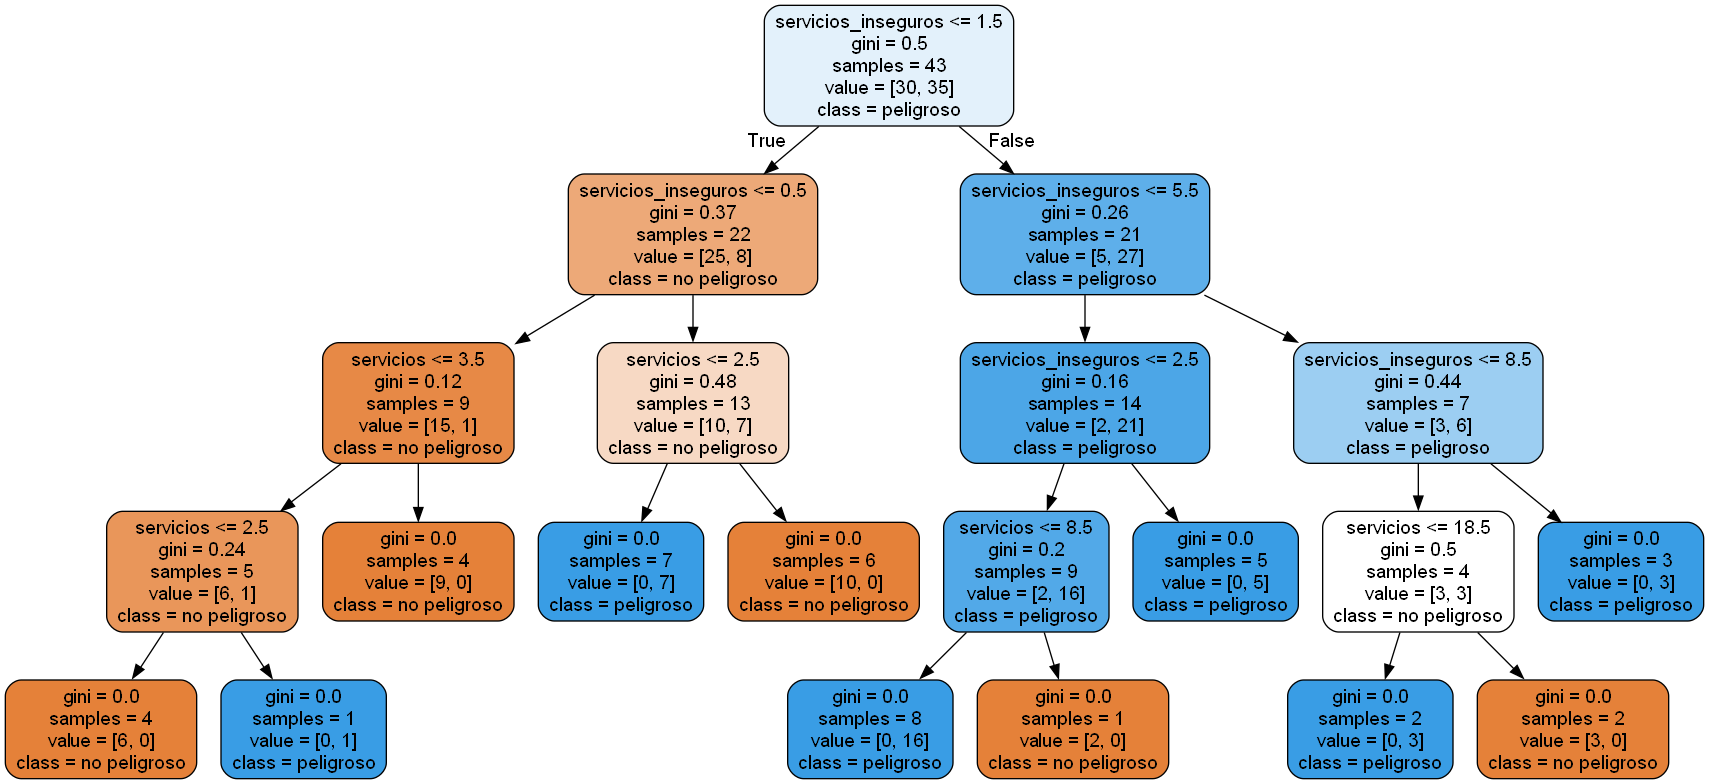 servicios_inseguros <= 1.5
gini = 0.5
samples = 43
value = [30, 35]
class = peligroso
True
False
servicios_inseguros <= 0.5
gini = 0.37
samples = 22
value = [25, 8]
class = no peligroso
servicios_inseguros <= 5.5
gini = 0.26
samples = 21
value = [5, 27]
class = peligroso
servicios <= 3.5
gini = 0.12
samples = 9
value = [15, 1]
class = no peligroso
servicios <= 2.5
gini = 0.48
samples = 13
value = [10, 7]
class = no peligroso
servicios_inseguros <= 2.5
gini = 0.16
samples = 14
value = [2, 21]
class = peligroso
servicios_inseguros <= 8.5
gini = 0.44
samples = 7
value = [3, 6]
class = peligroso
servicios <= 2.5
gini = 0.24
samples = 5
value = [6, 1]
class = no peligroso
gini = 0.0
samples = 4
value = [9, 0]
class = no peligroso
gini = 0.0
samples = 7
value = [0, 7]
class = peligroso
gini = 0.0
samples = 6
value = [10, 0]
class = no peligroso
servicios <= 8.5
gini = 0.2
samples = 9
value = [2, 16]
class = peligroso
gini = 0.0
samples = 5
value = [0, 5]
class = peligroso
servicios <= 18.5
gini = 0.5
samples = 4
value = [3, 3]
class = no peligroso
gini = 0.0
samples = 3
value = [0, 3]
class = peligroso
gini = 0.0
samples = 4
value = [6, 0]
class = no peligroso
gini = 0.0
samples = 1
value = [0, 1]
class = peligroso
gini = 0.0
samples = 8
value = [0, 16]
class = peligroso
gini = 0.0
samples = 1
value = [2, 0]
class = no peligroso
gini = 0.0
samples = 2
value = [0, 3]
class = peligroso
gini = 0.0
samples = 2
value = [3, 0]
class = no peligroso